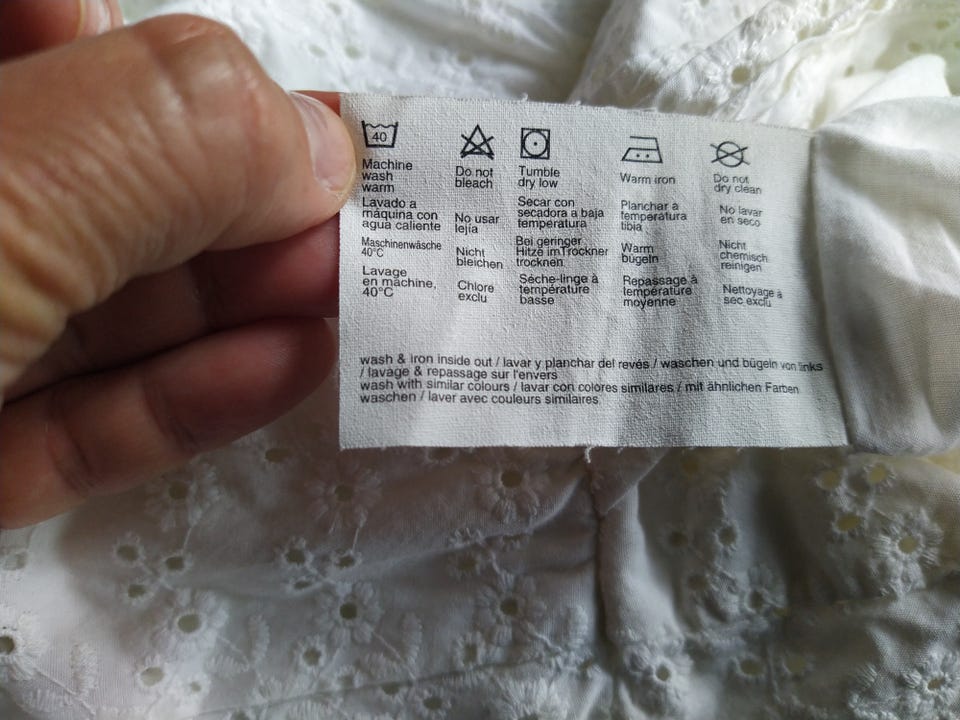 40
Machine
wash
warm
Lavado a
máquina con
agua caliente
Maschinenwäsche
40°C
Lavage
en machine,
40°C
Do not
bleach
No usar
lejía
Nicht
bleichen
Chlore
exclu
Tumble
dry low
Secar con
secadora a baja
temperatura
Bei geringer
Hitze imTrockner
trocknen
Séche-linge à
température
basse
Warm iron
Planchar à
temperatura
tibia
Warm
bügeln
Repassage à
température
moyenne
Do not
dry clean
No lavar
en seco
Nicht
chemisch
reinigen
Nettoyage a
sec exclu
wash & iron inside out / lavar y planchar del revés / waschen und bügeln von links
/ lavage & repassage sur l'envers
wash with similar colours / lavar con colores similares / mit ähnlichen Farben
waschen / laver avec couleurs similaires